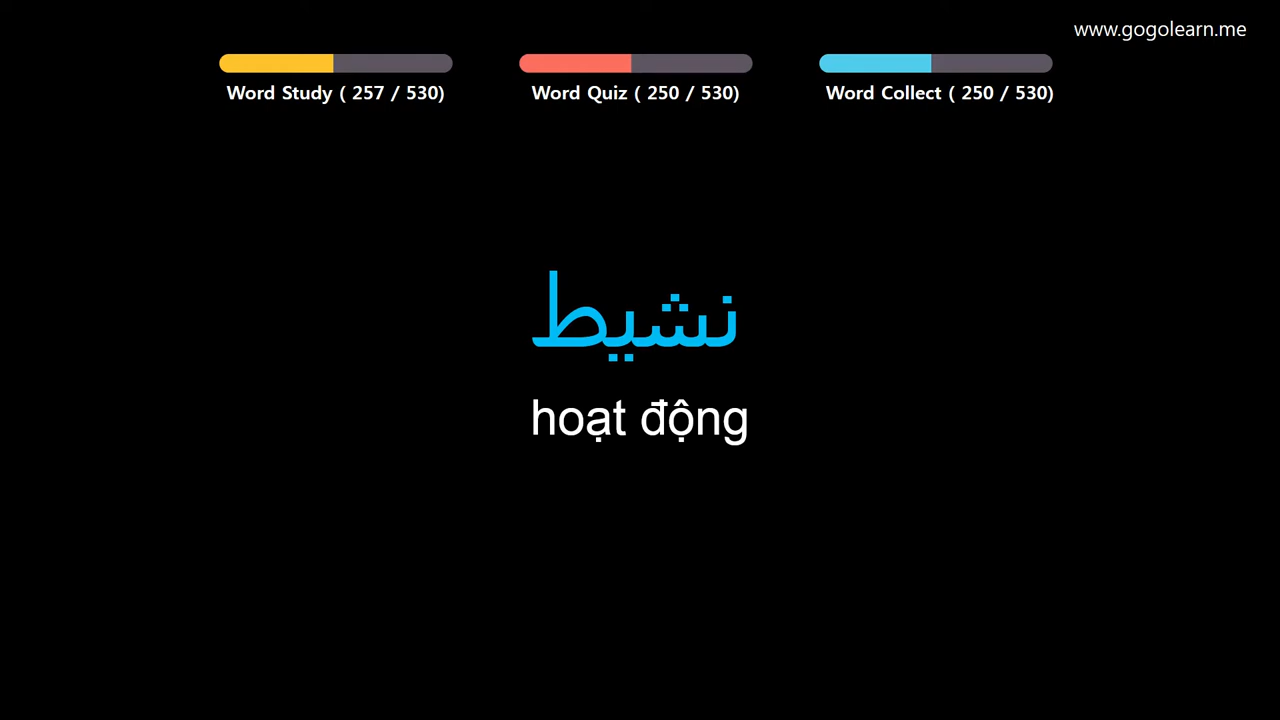 www.gogolearn.me
Word Study ( 257 / 530)
Word Quiz ( 250 / 530)
Word Collect ( 250 / 530)
نشيط
hoạt động